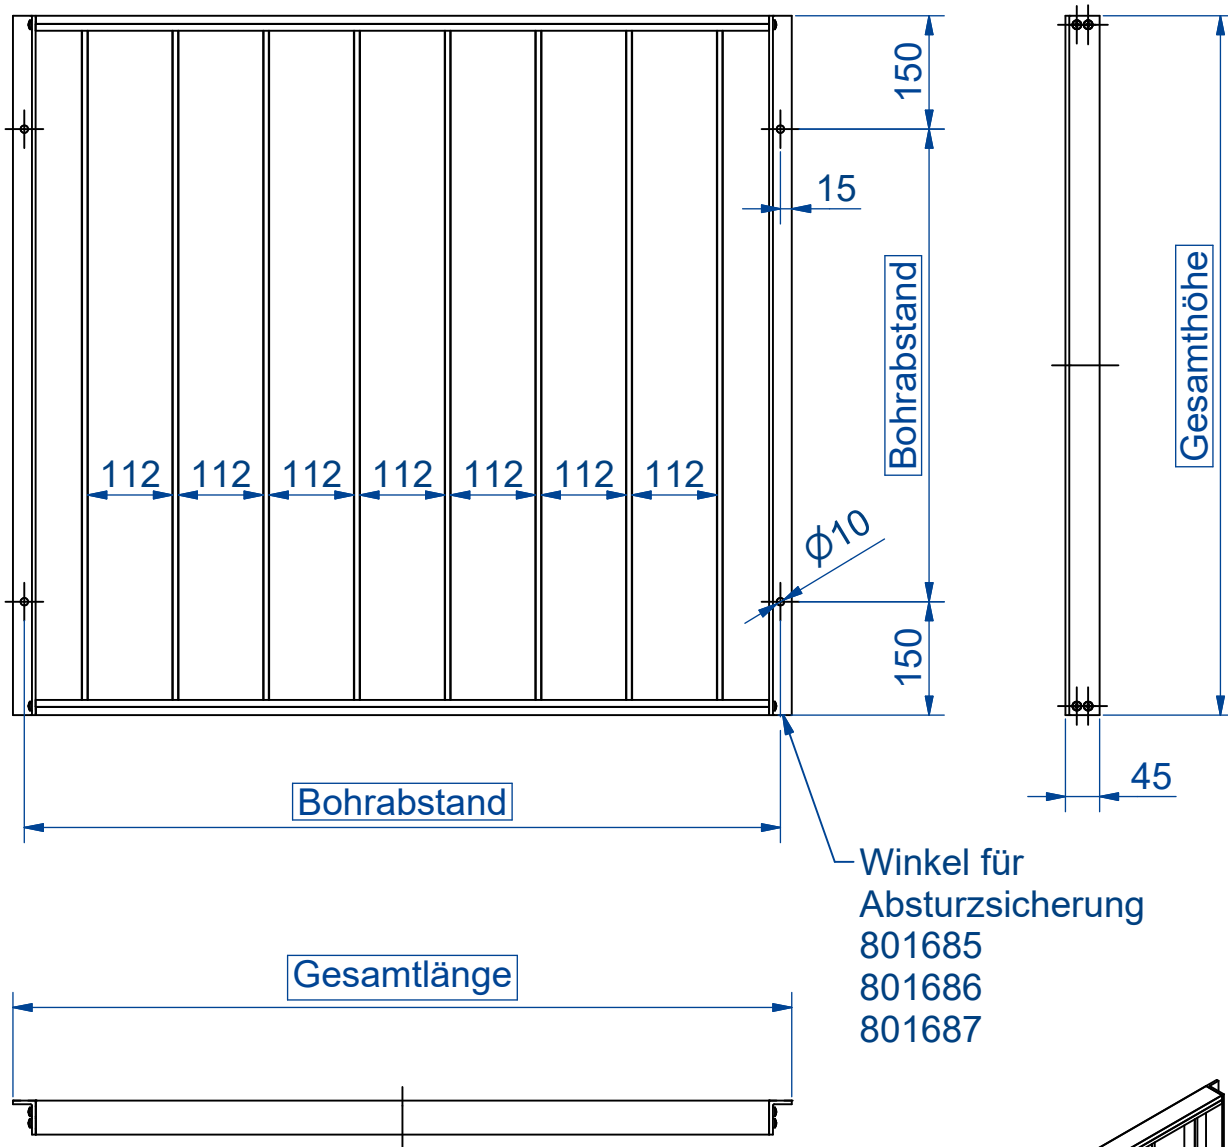 150
15
Bohrabstand
Gesamthöhe
112 112 112 112 112 112 112
Φ10
150
Bohrabstand
45
Winkel für
Absturzsicherung
801685
801686
801687
Gesamtlänge